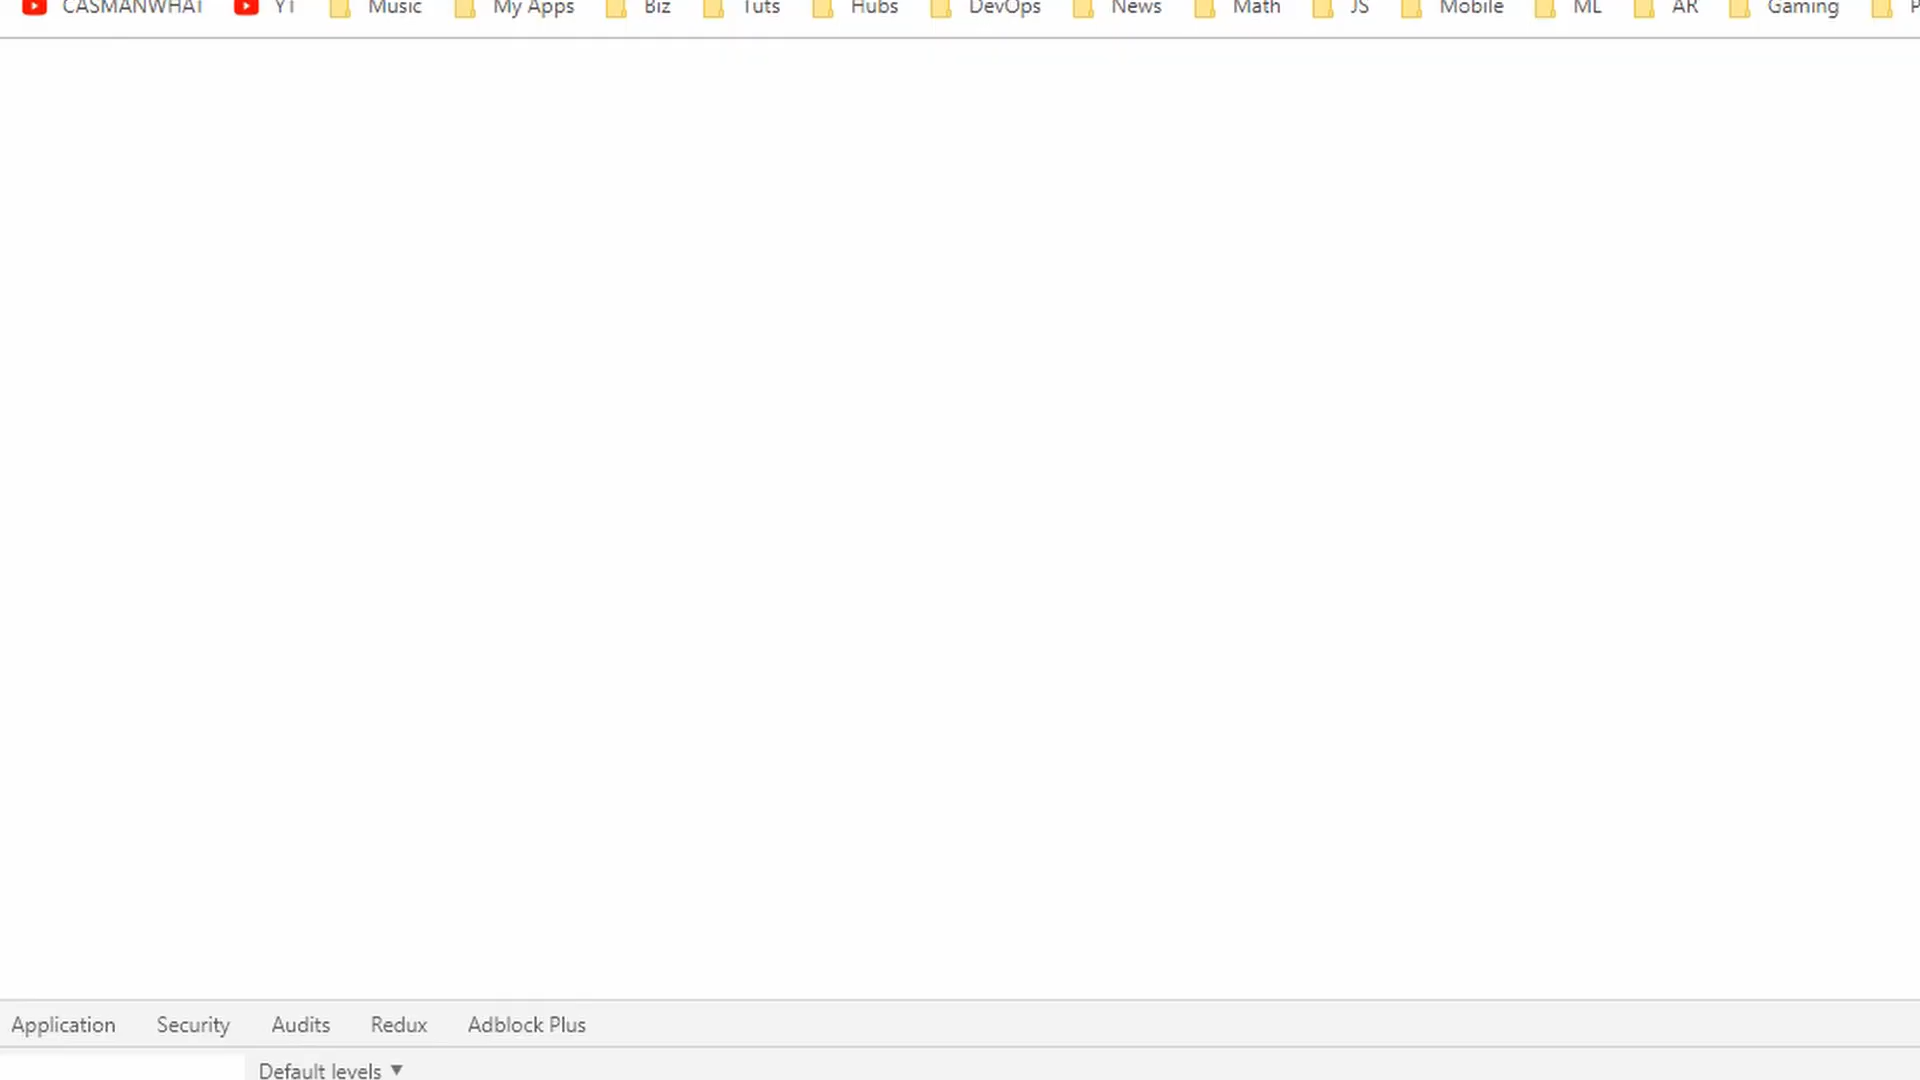 CASMANWHAT YT Music My Apps Biz Tuts Hubs DevOps News Math JS Mobile ML AR Gaming
Application Security Audits Redux Adblock Plus
Default levels ▼